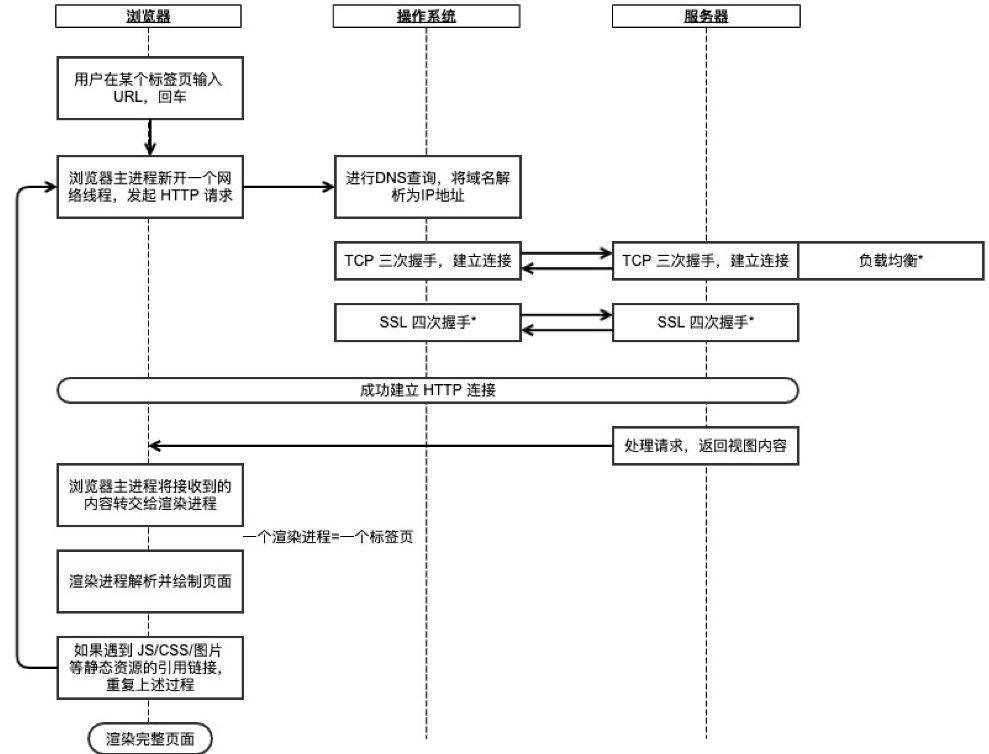 浏览器
操作系统
服务器
用户在某个标签页输入
URL，回车
浏览器主进程新开一个网
络线程，发起 HTTP 请求
进行DNS查询，将域名解
析为IP地址
TCP 三次握手，建立连接
TCP 三次握手，建立连接
负载均衡*
SSL 四次握手*
SSL 四次握手*
成功建立 HTTP 连接
处理请求，返回视图内容
浏览器主进程将接收到的
内容转交给渲染进程
一个渲染进程=一个标签页
渲染进程解析并绘制页面
如果遇到 JS/CSS/图片
等静态资源的引用链接，
重复上述过程
渲染完整页面